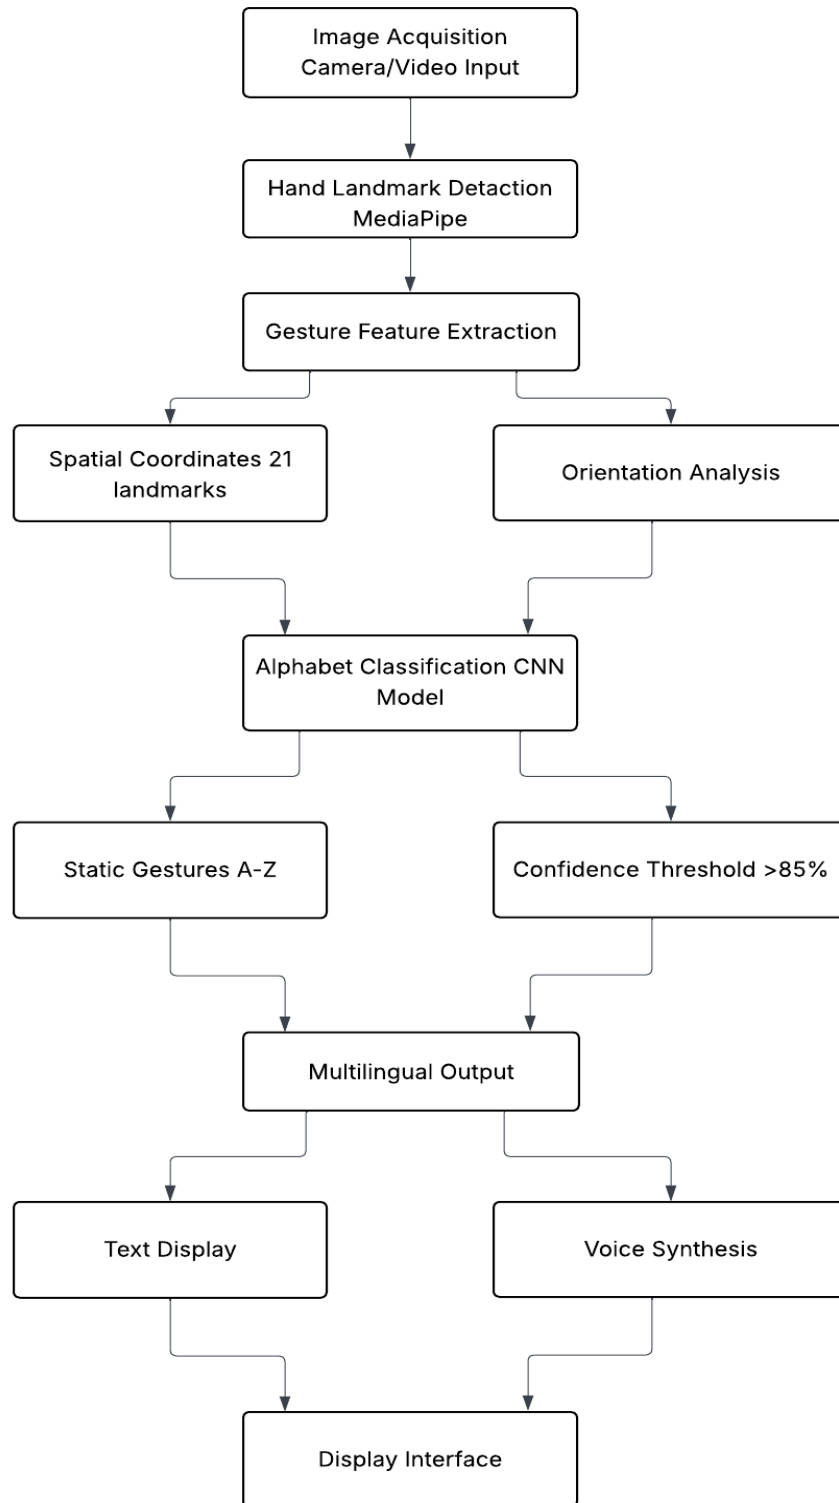 Image Acquisition
Camera/Video Input
Hand Landmark Detaction
MediaPipe
Gesture Feature Extraction
Spatial Coordinates 21
landmarks
Orientation Analysis
Alphabet Classification CNN
Model
Static Gestures A-Z
Confidence Threshold >85%
Multilingual Output
Text Display
Voice Synthesis
Display Interface